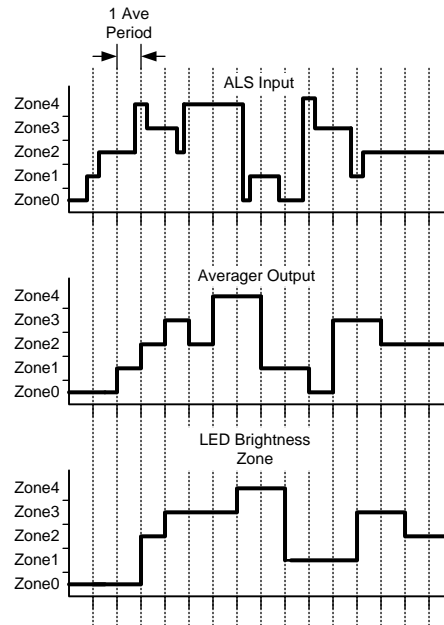 1 Ave
Period
ALS Input
Zone4
Zone3
Zone2
Zone1
Zone0
Averager Output
Zone4
Zone3
Zone2
Zone1
Zone0
LED Brightness
Zone
Zone4
Zone3
Zone2
Zone1
Zone0